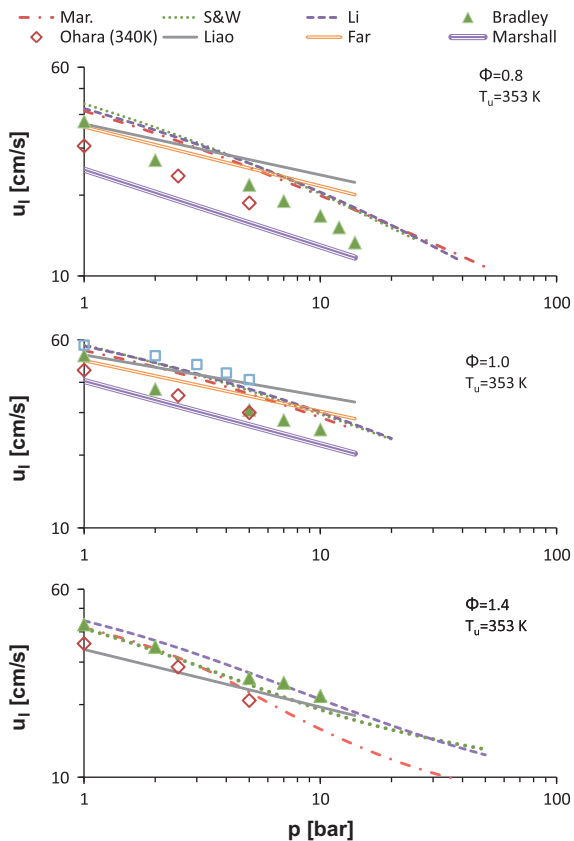 Mar. S&W Li Bradley
Ohara (340K) Liao Far Marshall
60
Φ=0.8
Tu=353 K
ul [cm/s]
10
1 10 100
60
Φ=1.0
Tu=353 K
ul [cm/s]
10
1 10 100
60
Φ=1.4
Tu=353 K
ul [cm/s]
10
1 10 100
p [bar]